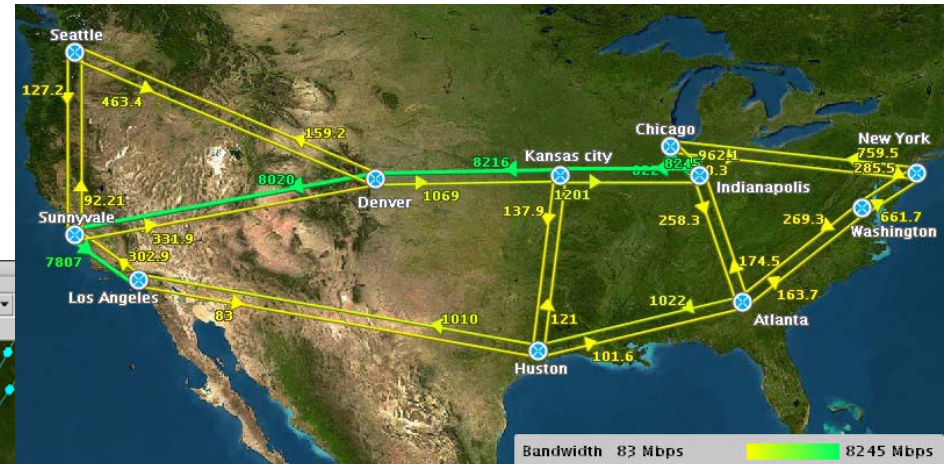 Seattle
127.2
463.4
159.2
Chicago
New York
962.1
759.5
8216
Kansas city
8245
285.5
8020
Denver
1069
1201
Indianapolis
92.21
Sunnyvale
137.9
258.3
269.3
661.7
Washington
331.9
302.9
7807
174.5
163.7
Los Angeles
1022
83
1010
121
Atlanta
101.6
Huston
Bandwidth 83 Mbps 8245 Mbps